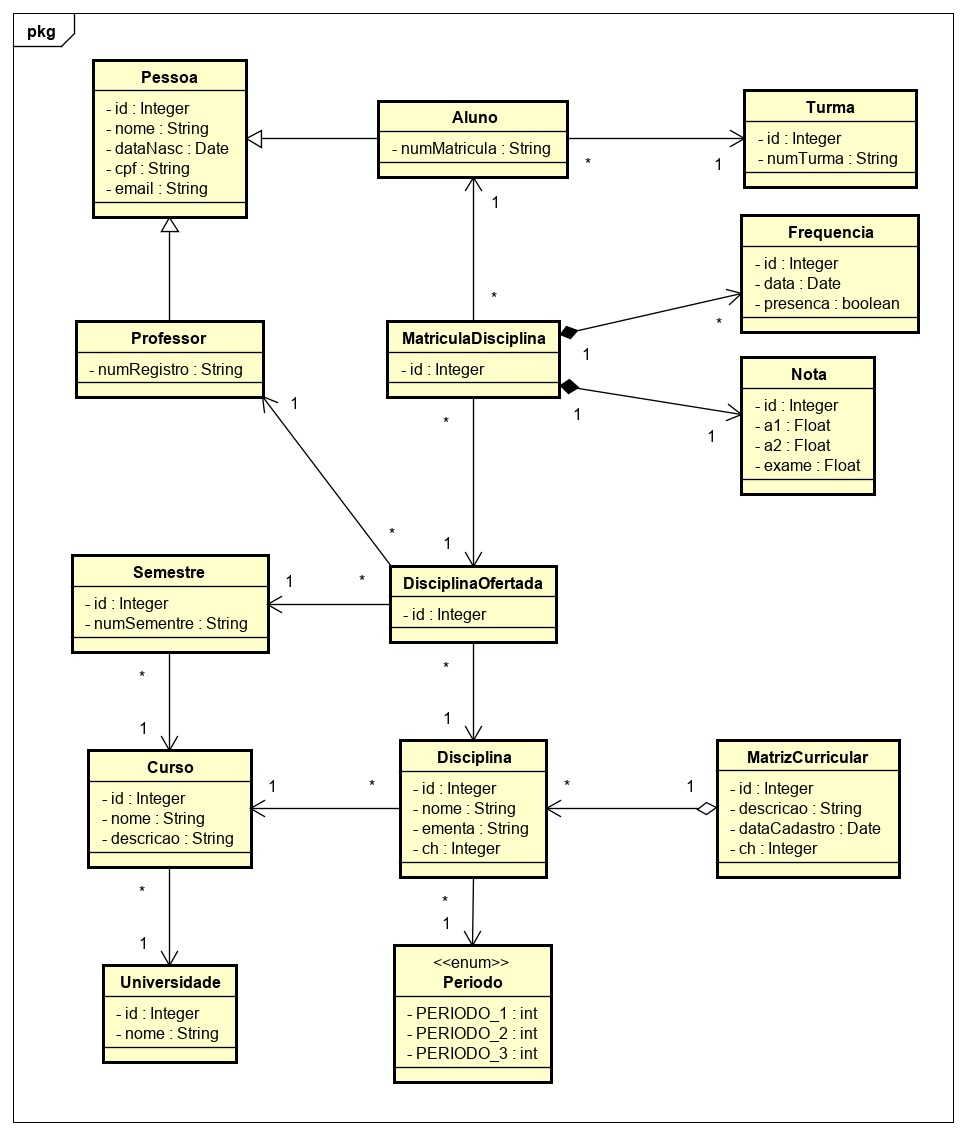 pkg
Pessoa
- id : Integer
- nome : String
- dataNasc : Date
- cpf : String
- email : String
Aluno
- numMatricula : String
*
1
Turma
- id : Integer
- numTurma : String
1
*
Frequencia
- id : Integer
- data : Date
- presenca : boolean
Professor
- numRegistro : String
MatriculaDisciplina
- id : Integer
1
*
1
1
Nota
- id : Integer
- a1 : Float
- a2 : Float
- exame : Float
1
*
*
1
Semestre
- id : Integer
- numSementre : String
1
*
DisciplinaOfertada
- id : Integer
*
1
*
1
Curso
- id : Integer
- nome : String
- descricao : String
1
*
Disciplina
- id : Integer
- nome : String
- ementa : String
- ch : Integer
*
1
MatrizCurricular
- id : Integer
- descricao : String
- dataCadastro : Date
- ch : Integer
*
1
*
1
Universidade
- id : Integer
- nome : String
<<enum>>
Periodo
- PERIODO_1 : int
- PERIODO_2 : int
- PERIODO_3 : int